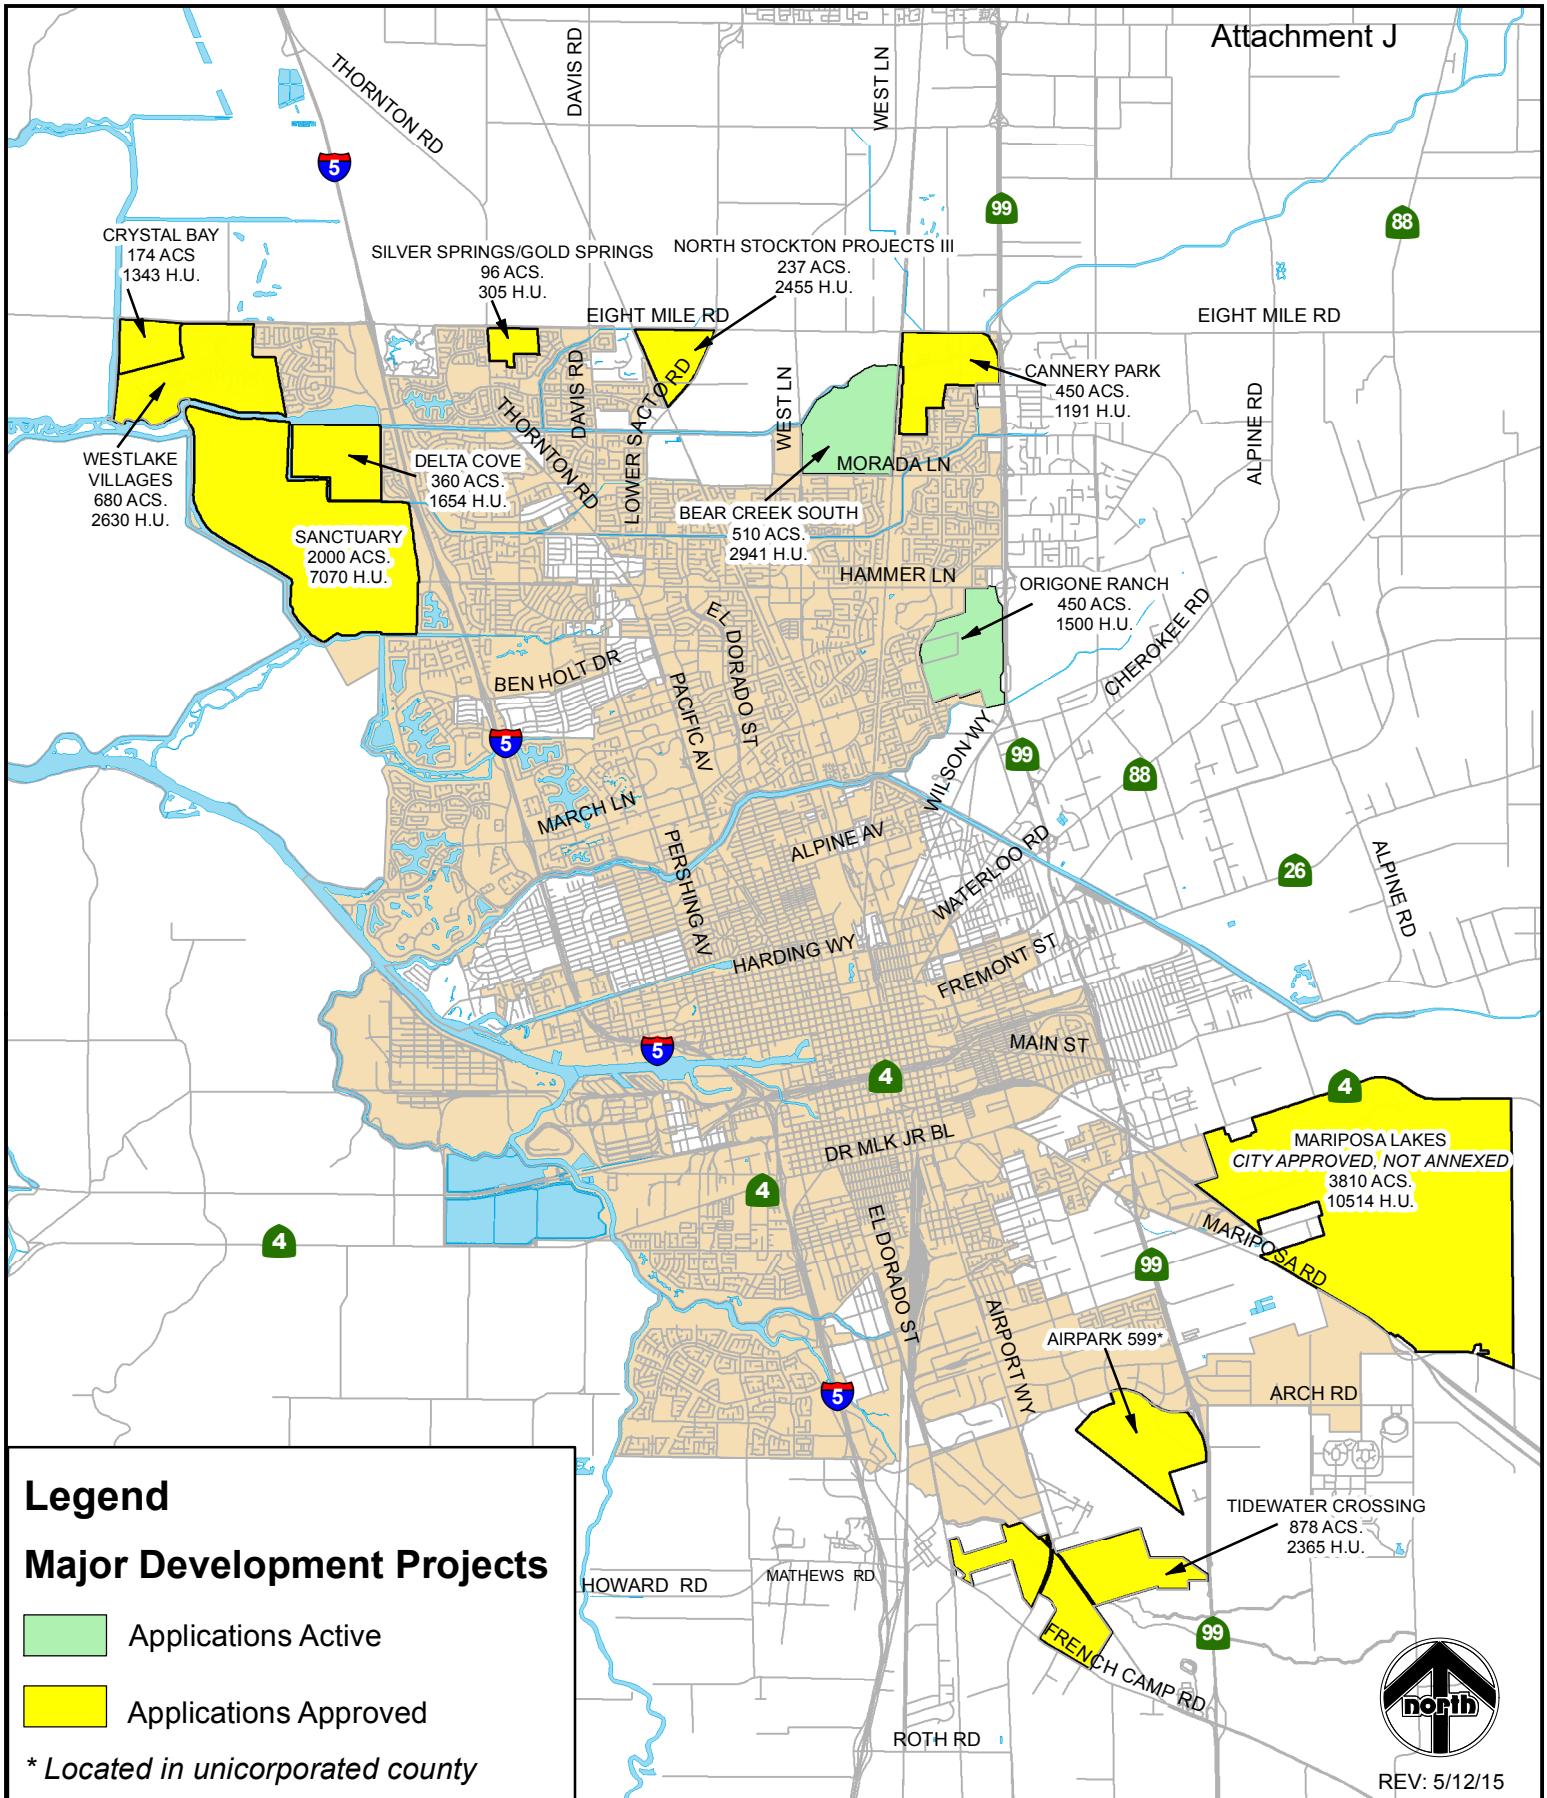 Attachment J
THORNTON RD
DAVIS RD
WEST LN
5
99
88
CRYSTAL BAY
174 ACS
1343 H.U.
SILVER SPRINGS/GOLD SPRINGS
96 ACS.
305 H.U.
NORTH STOCKTON PROJECTS III
237 ACS.
2455 H.U.
EIGHT MILE RD
EIGHT MILE RD
CANNERY PARK
450 ACS.
1191 H.U.
DAVIS RD
LOWER SACTO RD
WEST LN
ALPINE RD
THORNTON RD
WESTLAKE
VILLAGES
680 ACS.
2630 H.U.
DELTA COVE
360 ACS.
1654 H.U.
MORADA LN
BEAR CREEK SOUTH
510 ACS.
2941 H.U.
SANCTUARY
2000 ACS.
7070 H.U.
HAMMER LN
ORIGONE RANCH
450 ACS.
1500 H.U.
CHEROKEE RD
EL DORADO ST
BEN HOLT DR
PACIFIC AV
5
WILSON WY
99
88
MARCH LN
PERSHING AV
ALPINE AV
WATERLOO RD
26
ALPINE RD
HARDING WY
FREMONT ST
MAIN ST
5
4
4
MARIPOSA LAKES
CITY APPROVED, NOT ANNEXED
3810 ACS.
10514 H.U.
DR MLK JR BL
4
4
EL DORADO ST
MARIPOSA RD
99
AIRPORT WY
AIRPARK 599*
5
ARCH RD
TIDEWATER CROSSING
878 ACS.
2365 H.U.
HOWARD RD
MATHEWS RD
99
FRENCH CAMP RD
ROTH RD
Legend
Major Development Projects
Applications Active
Applications Approved
* Located in unicorporated county
north
REV: 5/12/15